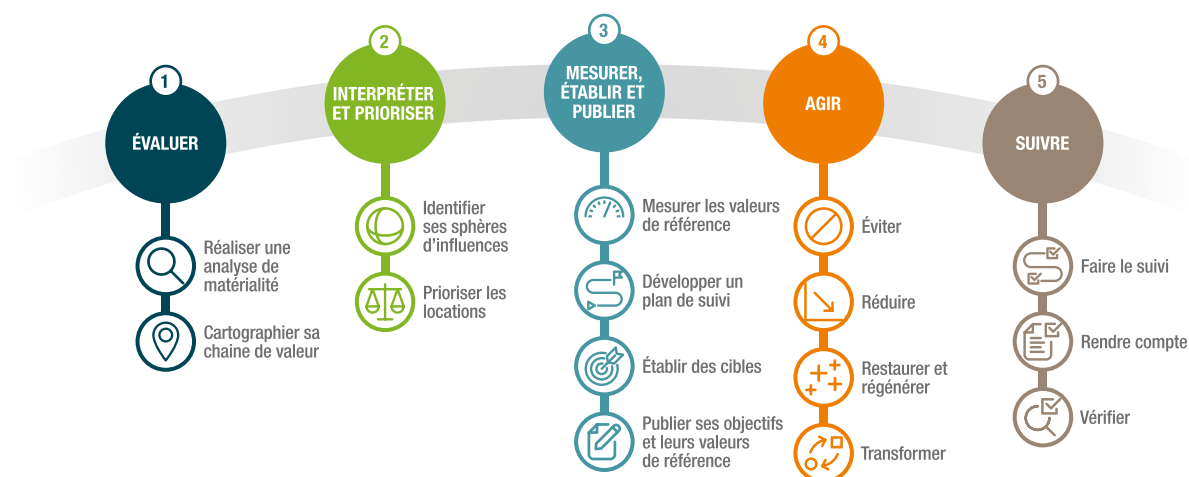 1
ÉVALUER
Réaliser une
analyse de
matérialité
Cartographier sa
chaine de valeur
2
INTERPRÉTER
ET PRIORISER
Identifier
ses sphères
d'influences
Prioriser les
locations
3
MESURER,
ÉTABLIR ET
PUBLIER
Mesurer les valeurs
de référence
Développer un
plan de suivi
Établir des cibles
Publier ses objectifs
et leurs valeurs
de référence
4
AGIR
Éviter
Réduire
Restaurer et
régénérer
Transformer
5
SUIVRE
Faire le suivi
Rendre compte
Vérifier